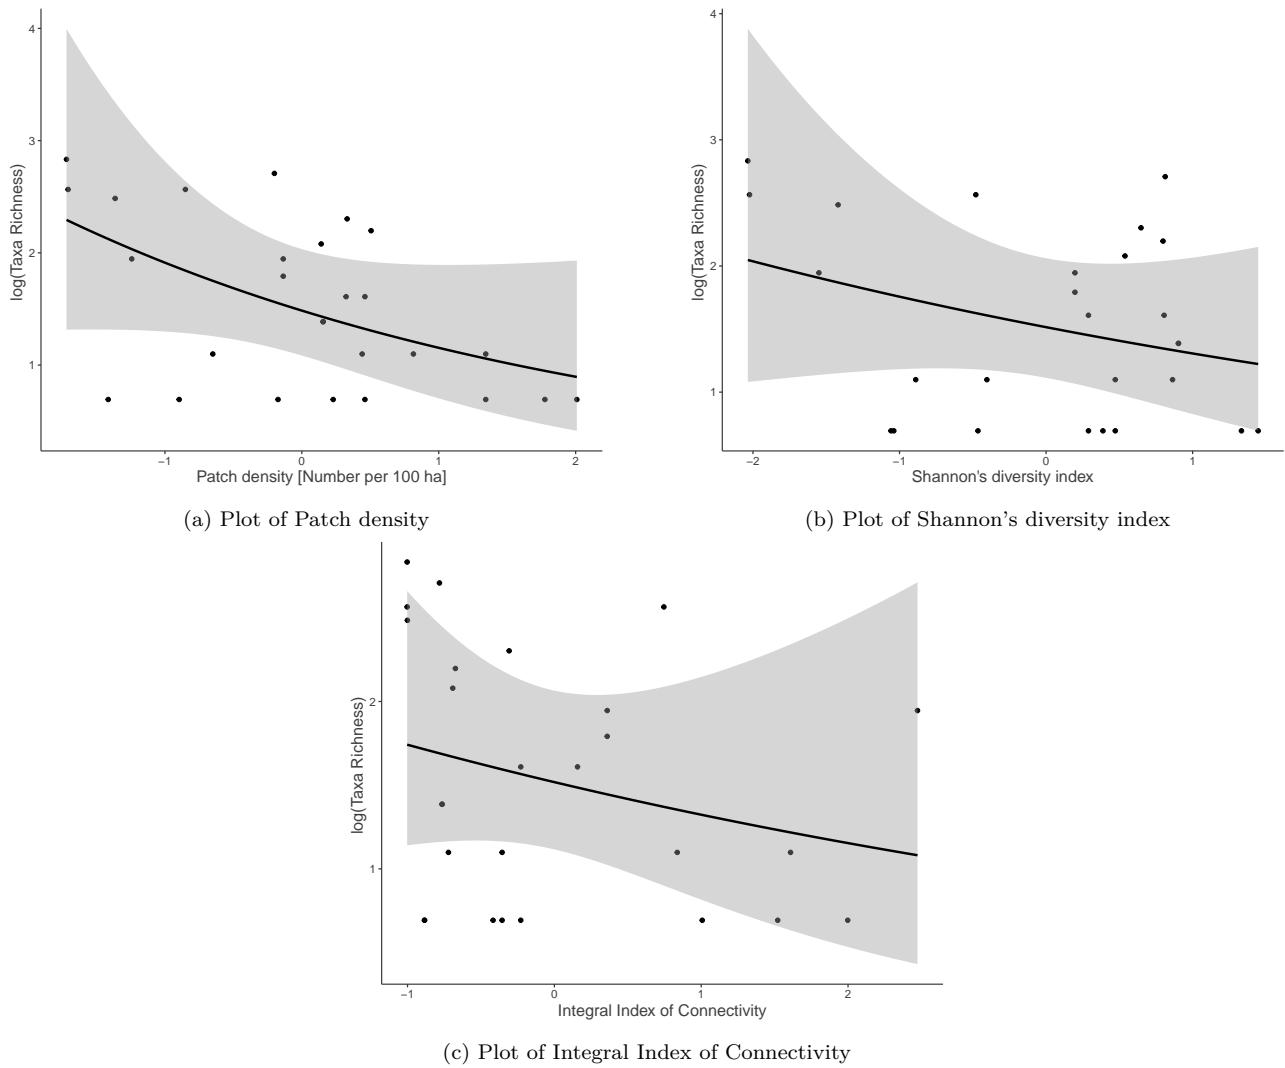 4
3
2
1
log(Taxa Richness)
−1 0 1 2
Patch density [Number per 100 ha]
(a) Plot of Patch density
4
3
2
1
log(Taxa Richness)
−2 −1 0 1
Shannon's diversity index
(b) Plot of Shannon's diversity index
2
1
log(Taxa Richness)
−1 0 1 2
Integral Index of Connectivity
(c) Plot of Integral Index of Connectivity